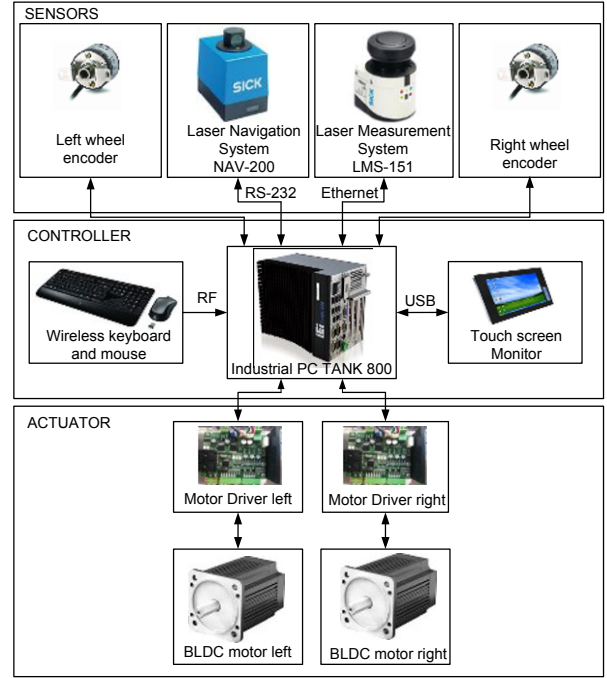 SENSORS
SICK
SICK
Left wheel
encoder
Laser Navigation
System
NAV-200
Laser Measurement
System
LMS-151
Right wheel
encoder
RS-232
Ethernet
CONTROLLER
RF
USB
Wireless keyboard
and mouse
Industrial PC TANK 800
Touch screen
Monitor
ACTUATOR
Motor Driver left
Motor Driver right
BLDC motor left
BLDC motor right